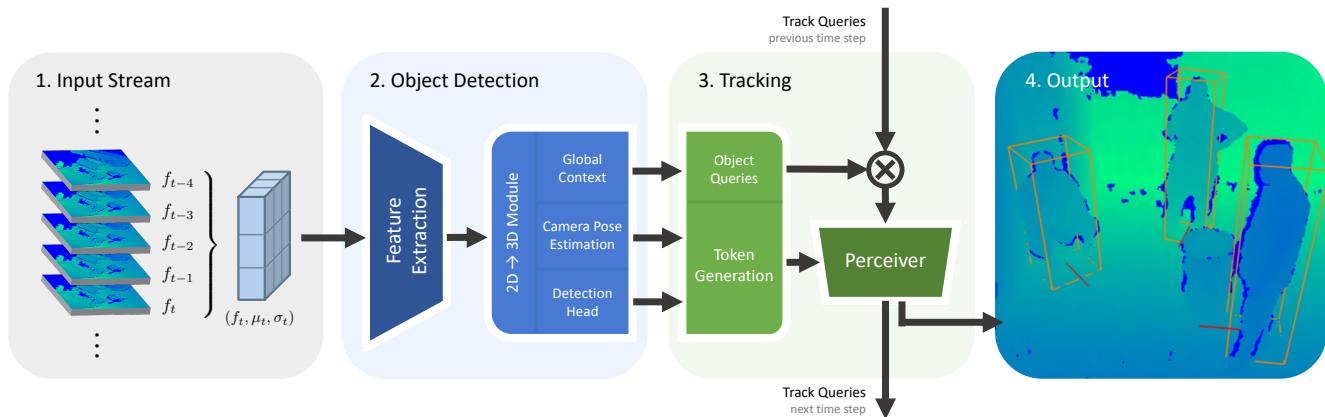 Track Queries
previous time step
1. Input Stream
2. Object Detection
3. Tracking
4. Output
⋮
f_{t−4}
f_{t−3}
f_{t−2}
f_{t−1}
f_t
⋮
(f_t, μ_t, σ_t)
Feature
Extraction
2D → 3D Module
Global
Context
Camera Pose
Estimation
Detection
Head
Object
Queries
Token
Generation
Perceiver
Track Queries
next time step